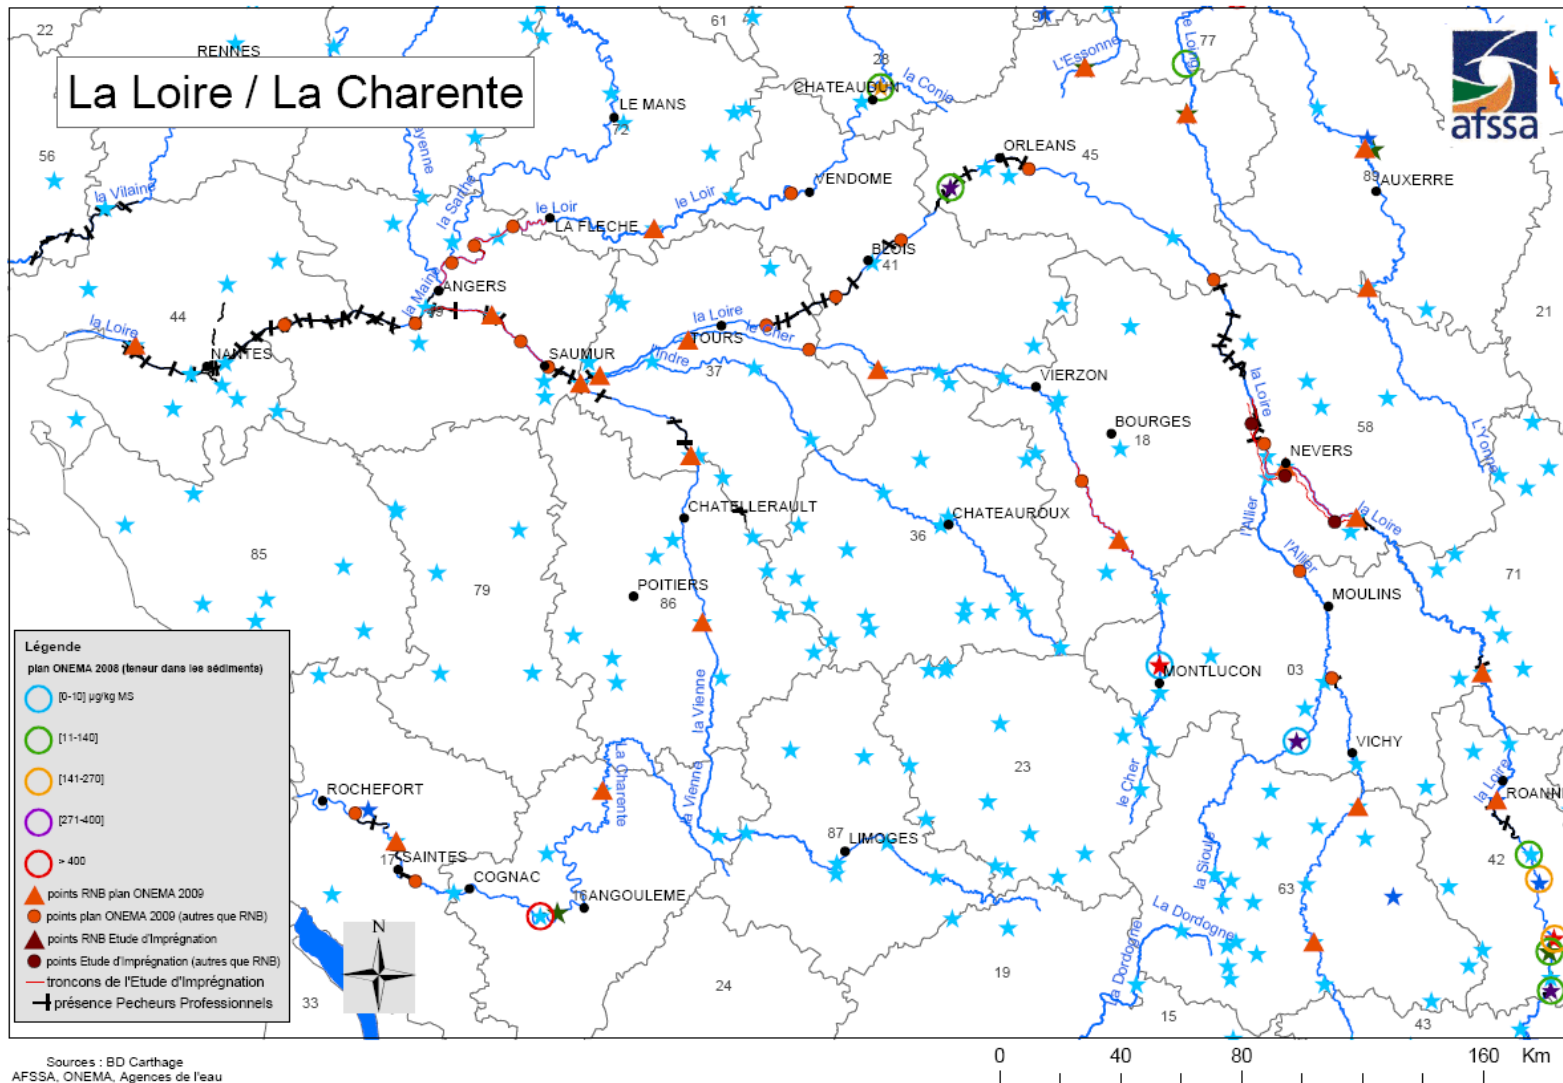 22
61
9
28
77
RENNES
La Loire / La Charente
L'Essonne
le Loing
la Conie
CHATEAUDUN
afssa
LE MANS
72
ayenne
ORLEANS
45
56
la Vilaine
la Sarthe
le Loir
VENDOME
89
AUXERRE
le Loir
LA FLECHE
BLOIS
41
la Maine
ANGERS
49
44
la Loire
la Loire
le Cher
21
NANTES
SAUMUR
TOURS
l'Indre
37
VIERZON
la Loire
BOURGES
18
58
L'Yonne
NEVERS
CHATELLERAULT
CHATEAUROUX
36
l'Allier
la Loire
85
79
POITIERS
86
l'Allier
MOULINS
71
Légende
plan ONEMA 2008 (teneur dans les sédiments)
[0-10] µg/kg MS
[11-140]
[141-270]
[271-400]
> 400
points RNB plan ONEMA 2009
points plan ONEMA 2009 (autres que RNB)
points RNB Etude d'Imprégnation
points Etude d'Imprégnation (autres que RNB)
troncons de l'Etude d'Imprégnation
présence Pecheurs Professionnels
MONTLUCON
03
la Vienne
La Charente
VICHY
23
le Cher
la Loire
ROANNE
ROCHEFORT
la Vienne
87
LIMOGES
17
SAINTES
COGNAC
16
ANGOULEME
la Sioule
63
42
La Dordogne
La Dordogne
N
33
24
19
15
43
Sources : BD Carthage
AFSSA, ONEMA, Agences de l'eau
0 40 80 160 Km